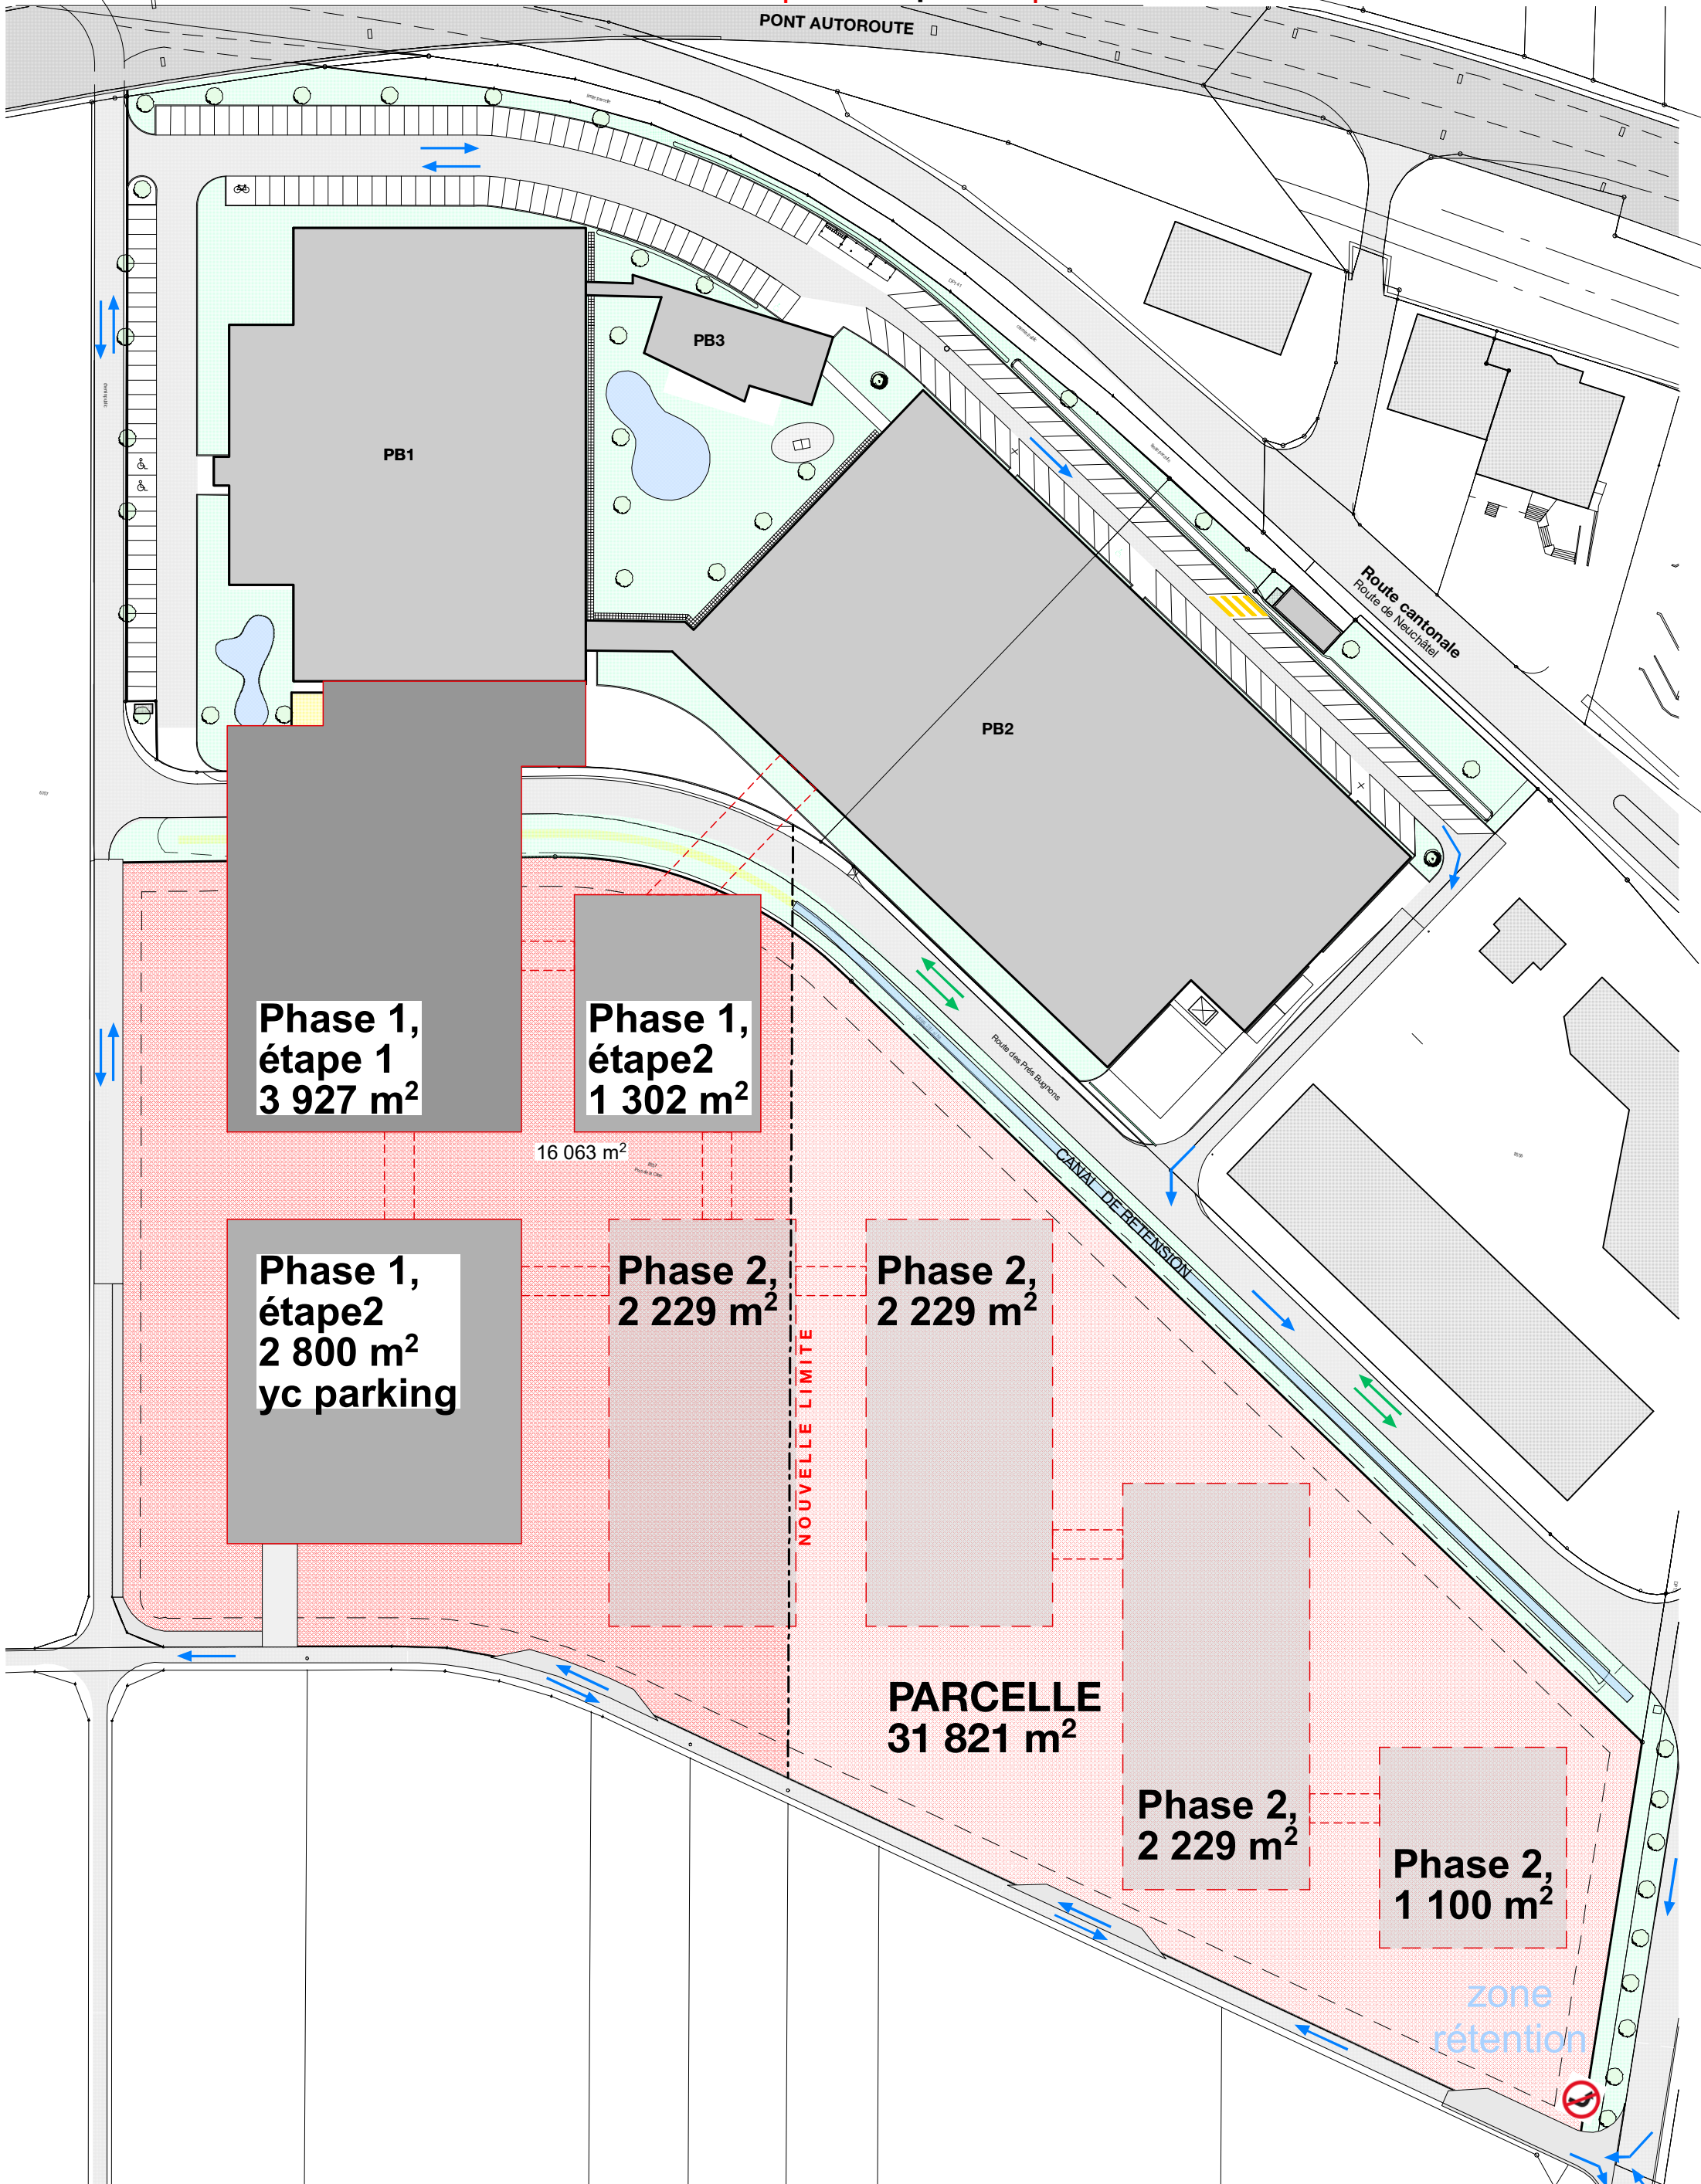 PONT AUTOROUTE
PB3
PB1
Route cantonale
Route de Neuchâtel
PB2
Phase 1,
étape 1
3 927 m²
Phase 1,
étape2
1 302 m²
Route des Prés Bugnons
16 063 m²
CANAL DE RETENSION
Phase 1,
étape2
2 800 m²
yc parking
Phase 2,
2 229 m²
Phase 2,
2 229 m²
NOUVELLE LIMITE
PARCELLE
31 821 m²
Phase 2,
2 229 m²
Phase 2,
1 100 m²
zone
rétention